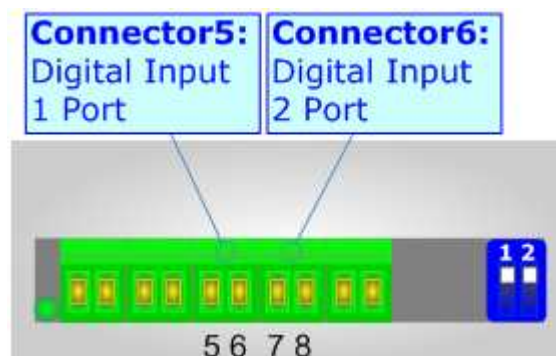 Connector5:
Digital Input
1 Port
Connector6:
Digital Input
2 Port
1 2
5 6 7 8